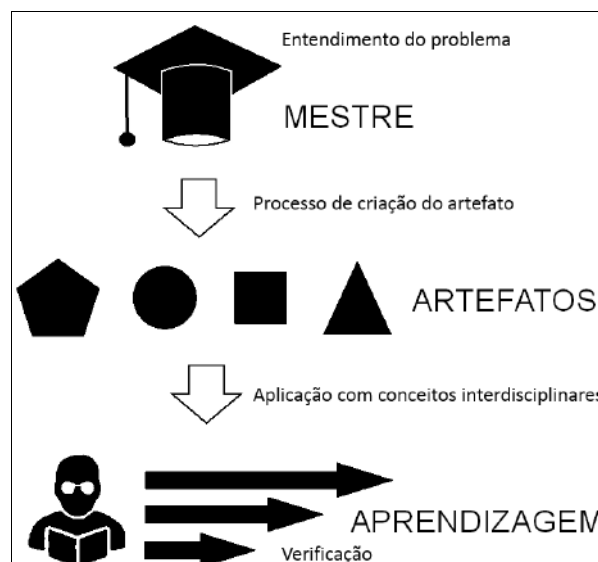 Entendimento do problema
MESTRE
Processo de criação do artefato
ARTEFATOS
Aplicação com conceitos interdisciplinares
APRENDIZAGEM
Verificação